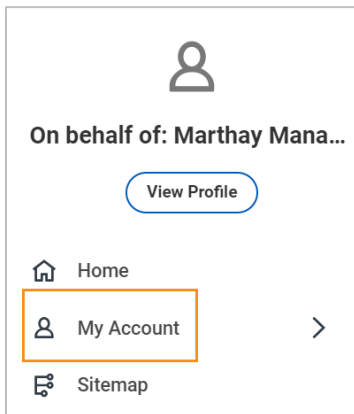 On behalf of: Marthay Mana...
View Profile
Home
My Account
Sitemap